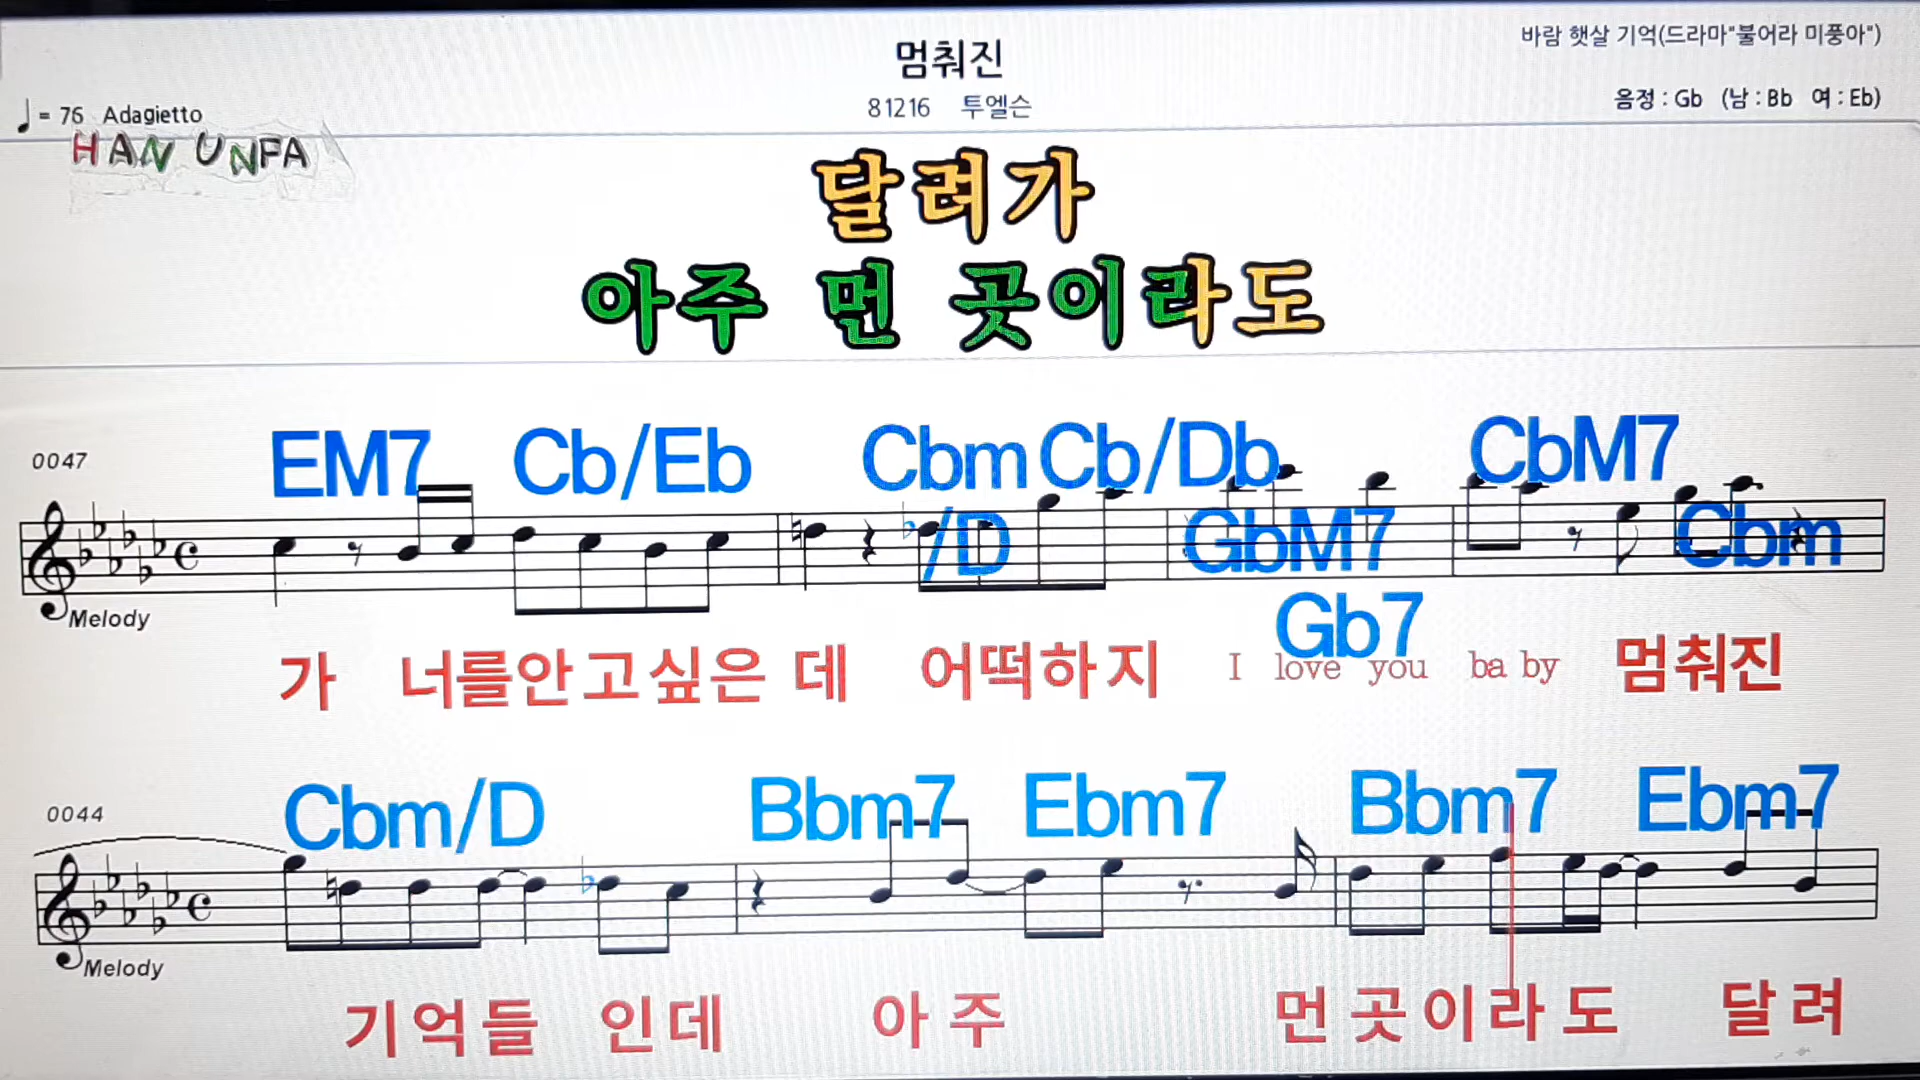 멈춰진
바람 햇살 기억(드라마"불어라 미풍아")
81216 투엘슨
음정 : Gb (남 : Bb 여 : Eb)
= 76 Adagietto
HAN UNFA
달려가
아주 먼 곳이라도
EM7 Cb/Eb Cbm Cb/Db CbM7
0047
/D GbM7 Cbm
Gb7
Melody
가 너를안고싶은 데 어떡하지 I love you ba by 멈춰진
Cbm/D Bbm7 Ebm7 Bbm7 Ebm7
0044
Melody
기억들 인데 아주 먼곳이라도 달려